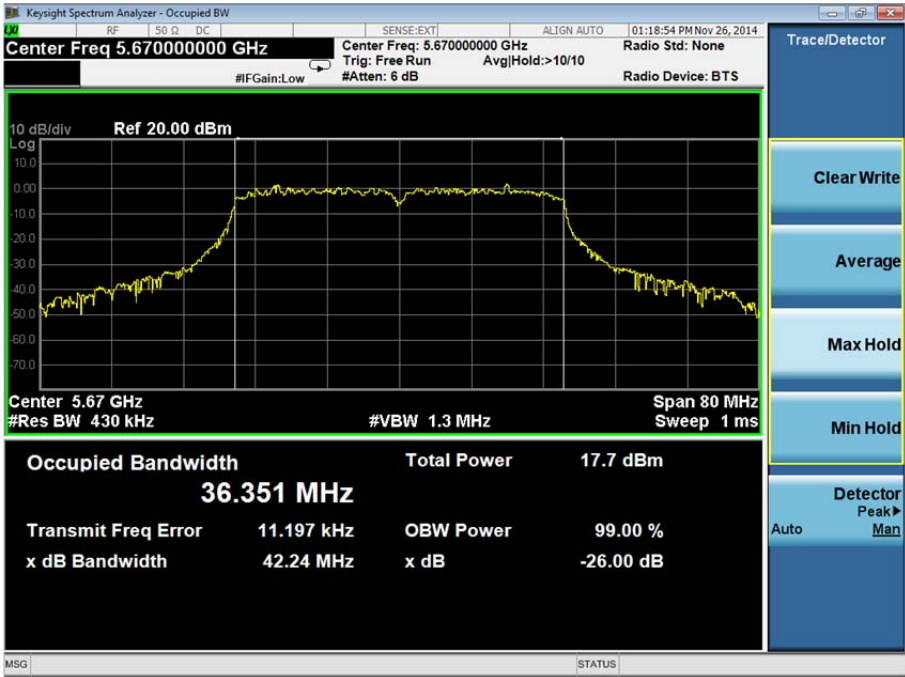 Keysight Spectrum Analyzer - Occupied BW
LXI RF 50 Ω DC SENSE:EXT ALIGN AUTO 01:18:54 PM Nov 26, 2014
Center Freq 5.670000000 GHz
Center Freq: 5.670000000 GHz Radio Std: None
Trig: Free Run Avg|Hold:>10/10
#IFGain:Low #Atten: 6 dB Radio Device: BTS
10 dB/div Ref 20.00 dBm
Log
10.0
0.00
-10.0
-20.0
-30.0
-40.0
-50.0
-60.0
-70.0
Center 5.67 GHz Span 80 MHz
#Res BW 430 kHz #VBW 1.3 MHz Sweep 1 ms
Occupied Bandwidth Total Power 17.7 dBm
36.351 MHz
Transmit Freq Error 11.197 kHz OBW Power 99.00 %
x dB Bandwidth 42.24 MHz x dB -26.00 dB
MSG STATUS
Trace/Detector
Clear Write
Average
Max Hold
Min Hold
Detector
Peak▶
Auto Man